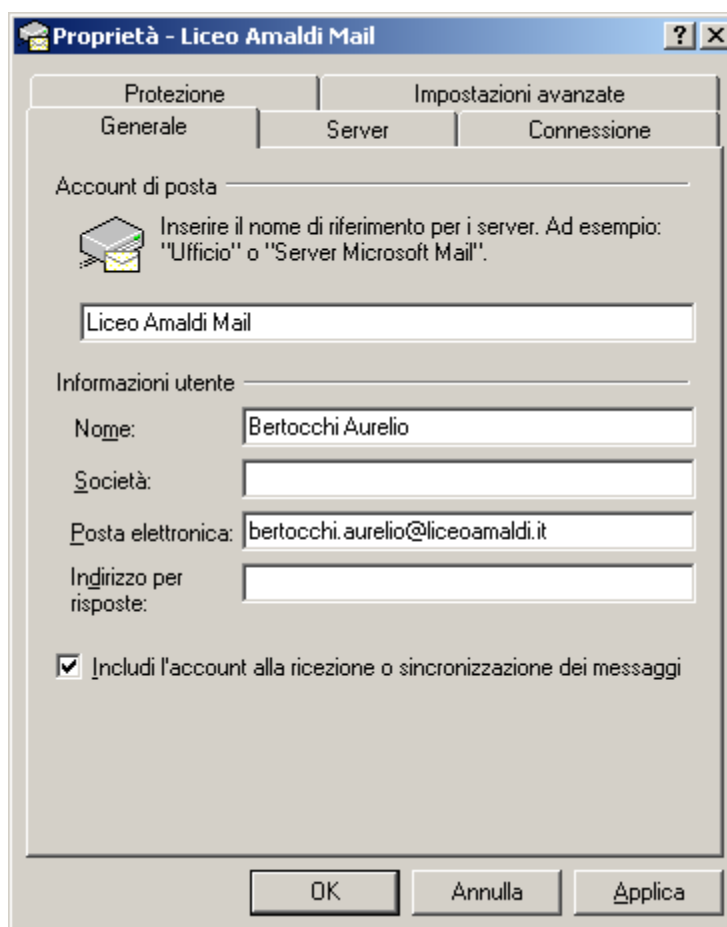 Proprietà - Liceo Amaldi Mail
Protezione
Impostazioni avanzate
Generale
Server
Connessione
Account di posta
Inserire il nome di riferimento per i server. Ad esempio:
"Ufficio" o "Server Microsoft Mail".
Liceo Amaldi Mail
Informazioni utente
Nome: Bertocchi Aurelio
Società:
Posta elettronica: bertocchi.aurelio@liceoamaldi.it
Indirizzo per
risposte:
Includi l'account alla ricezione o sincronizzazione dei messaggi
OK
Annulla
Applica